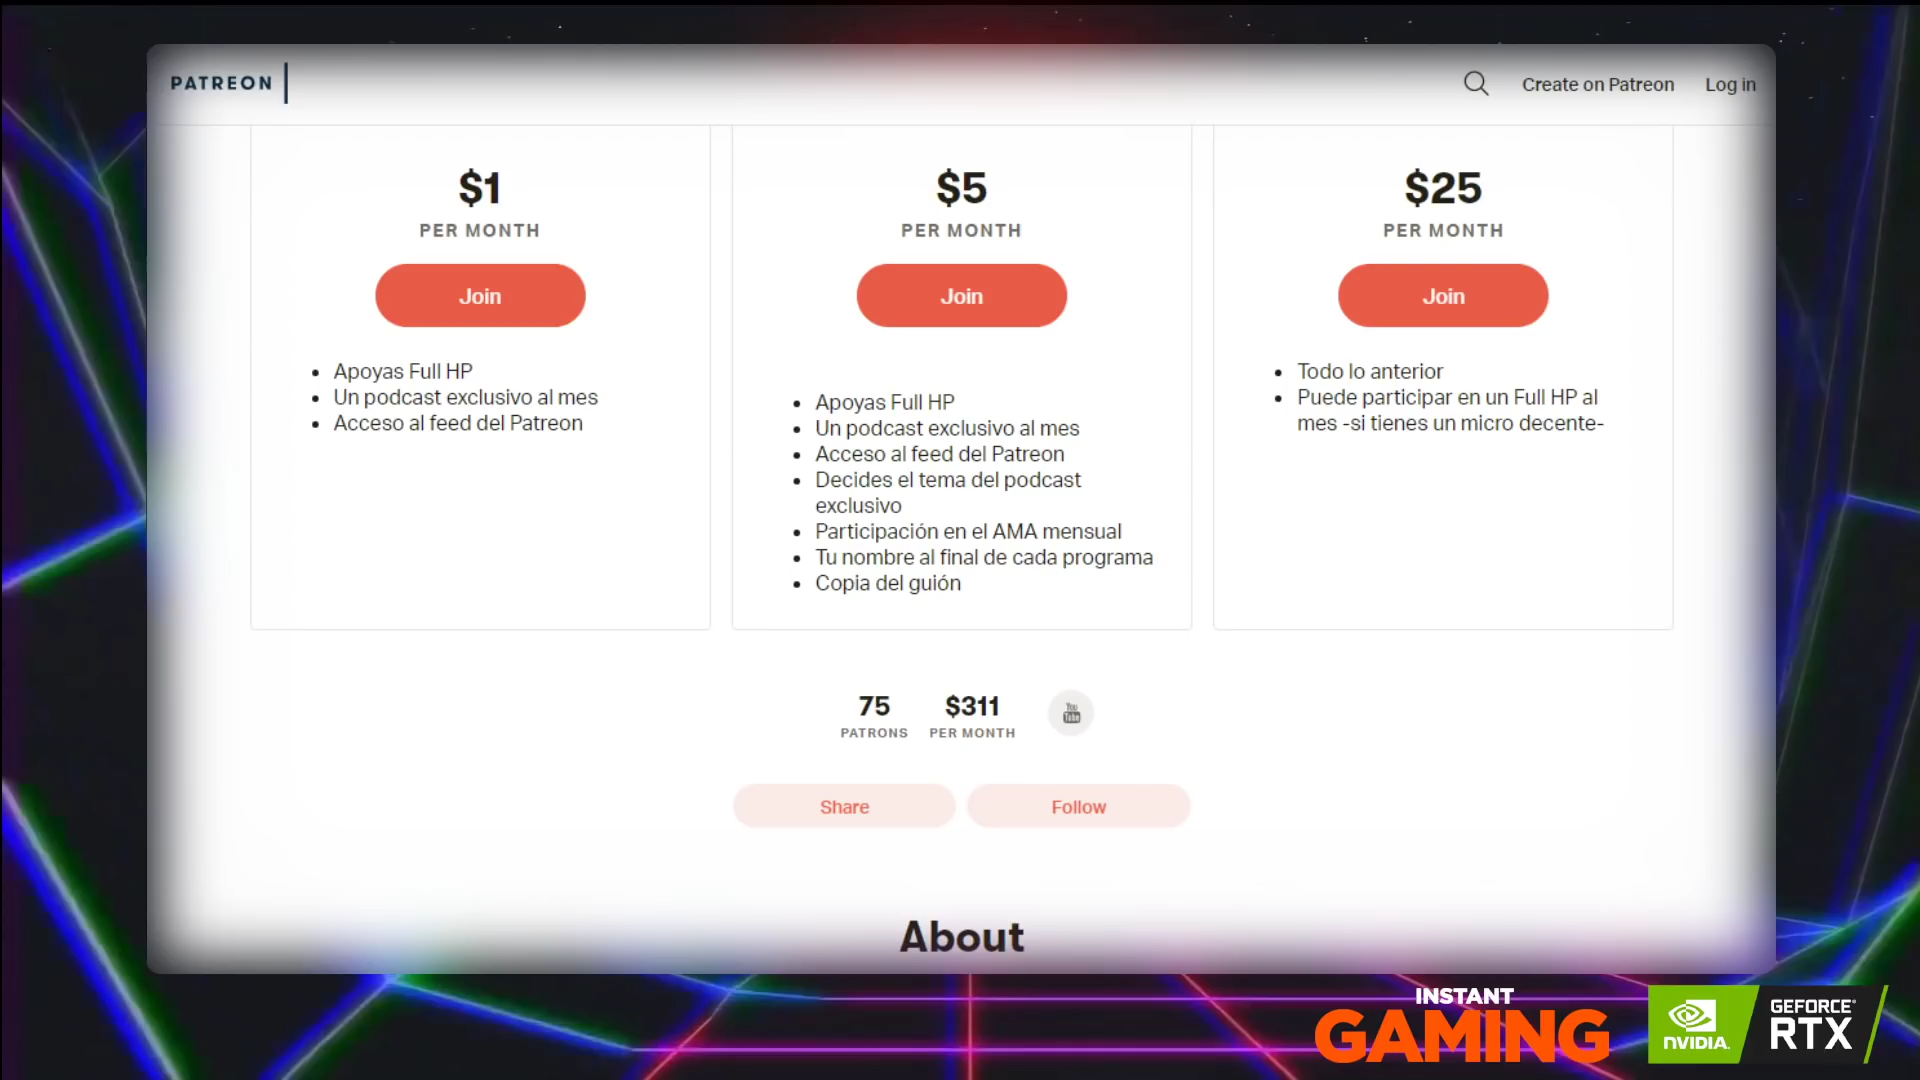 PATREON
Create on Patreon
Log in
$1
PER MONTH
Join
Apoyas Full HP
Un podcast exclusivo al mes
Acceso al feed del Patreon
$5
PER MONTH
Join
Apoyas Full HP
Un podcast exclusivo al mes
Acceso al feed del Patreon
Decides el tema del podcast
exclusivo
Participación en el AMA mensual
Tu nombre al final de cada programa
Copia del guión
$25
PER MONTH
Join
Todo lo anterior
Puede participar en un Full HP al
mes -si tienes un micro decente-
75
PATRONS
$311
PER MONTH
You
Tube
Share
Follow
About
INSTANT
GAMING
NVIDIA.
GEFORCE®
RTX